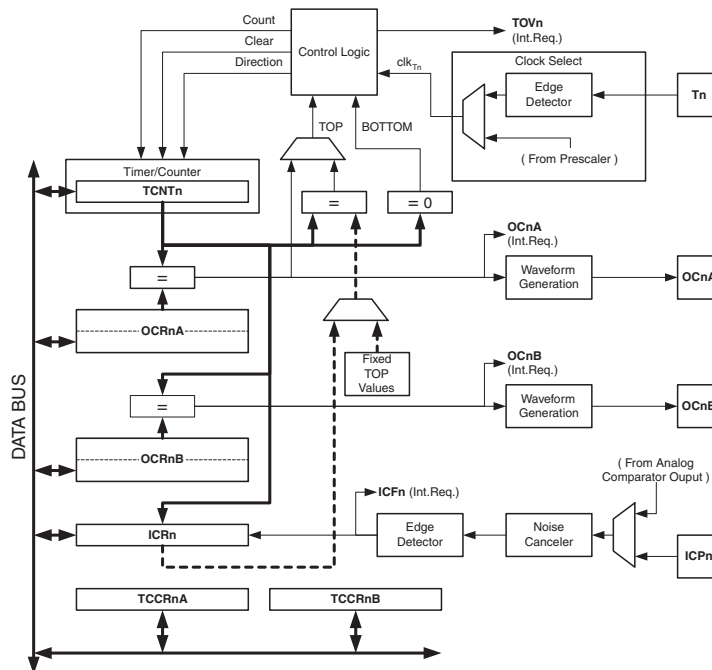 Count
Clear
Direction
Control Logic
TOVn
(Int.Req.)
clkTn
Clock Select
Edge
Detector
Tn
( From Prescaler )
TOP
BOTTOM
Timer/Counter
TCNTn
=
= 0
OCnA
(Int.Req.)
=
Waveform
Generation
OCnA
OCRnA
Fixed
TOP
Values
OCnB
(Int.Req.)
=
Waveform
Generation
OCnB
OCRnB
DATA BUS
( From Analog
Comparator Ouput )
ICFn (Int.Req.)
ICRn
Edge
Detector
Noise
Canceler
ICPn
TCCRnA
TCCRnB